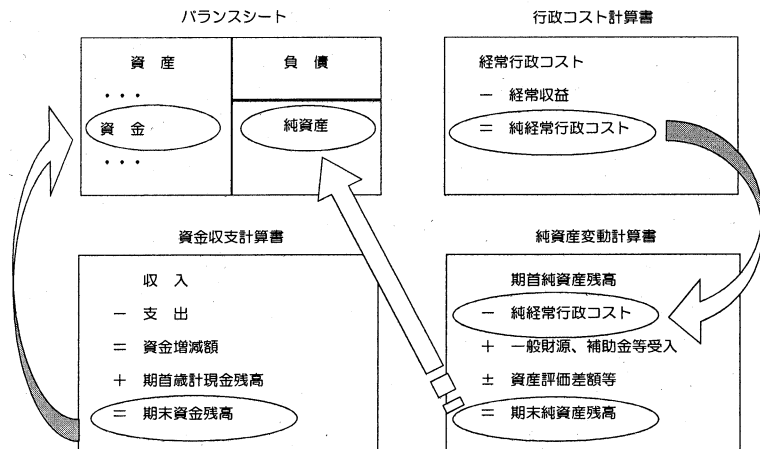 バランスシート
資 産
・・・
資 金
・・・
負 債
純資産
行政コスト計算書
経常行政コスト
− 経常収益
= 純経常行政コスト
資金収支計算書
収 入
− 支 出
= 資金増減額
+ 期首歳計現金残高
= 期末資金残高
純資産変動計算書
期首純資産残高
− 純経常行政コスト
+ 一般財源、補助金等受入
± 資産評価差額等
= 期末純資産残高